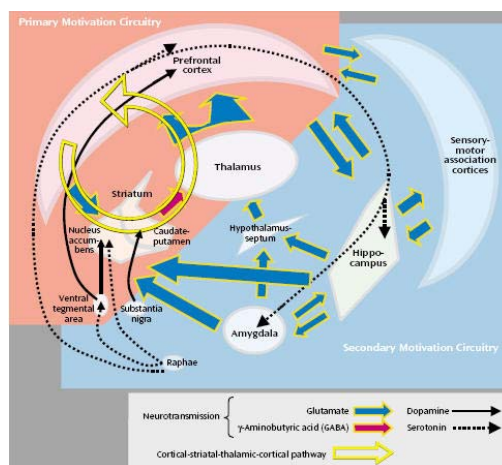 Primary Motivation Circuitry
Prefrontal
cortex
Sensory-
motor
association
cortices
Thalamus
Striatum
Nucleus
accum-
bens
Caudate-
putamen
Hypothalamus-
septum
Hippo-
campus
Ventral
tegmental
area
Substantia
nigra
Amygdala
Raphae
Secondary Motivation Circuitry
Neurotransmission
Glutamate
γ-Aminobutyric acid (GABA)
Dopamine
Serotonin
Cortical-striatal-thalamic-cortical pathway